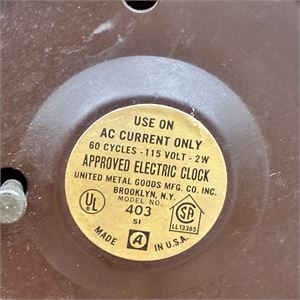 USE ON
AC CURRENT ONLY
60 CYCLES - 115 VOLT - 2W
APPROVED ELECTRIC CLOCK
UNITED METAL GOODS MFG. CO. INC.
BROOKLYN, N.Y.
MODEL NO.
403
SI
UL
SA
LL13385
MADE A IN U.S.A.